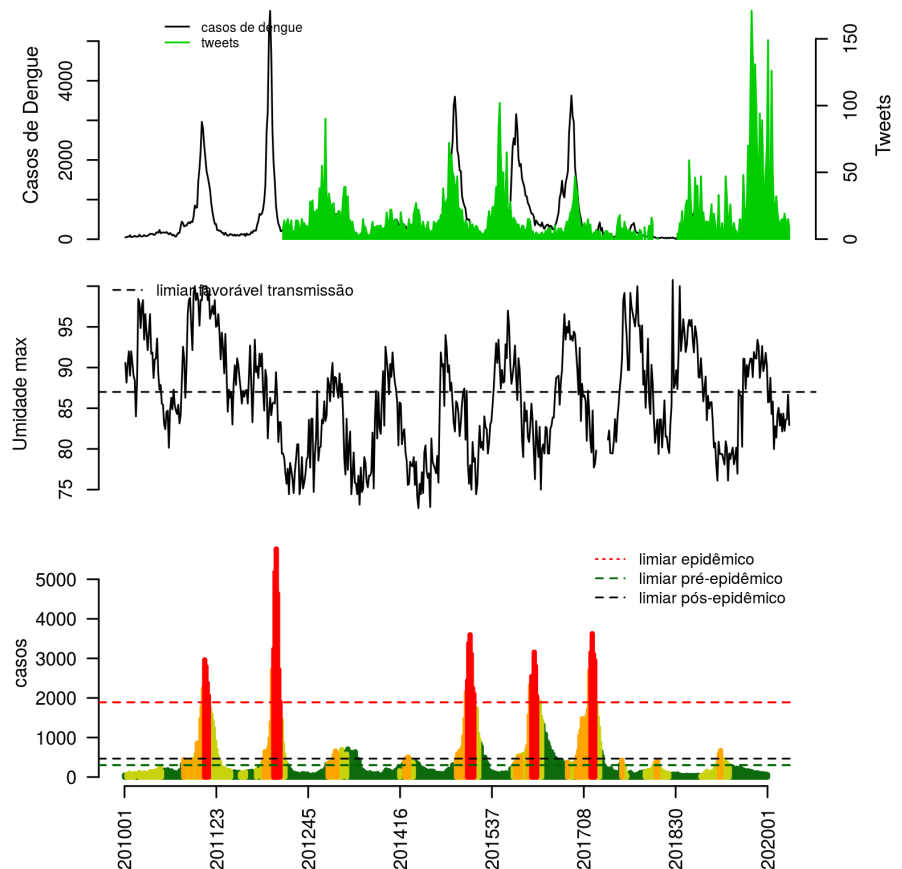 casos de dengue
tweets
Casos de Dengue
0
2000
4000
Tweets
0
50
100
150
limiar favorável transmissão
Umidade max
75
80
85
90
95
limiar epidêmico
limiar pré-epidêmico
limiar pós-epidêmico
casos
0
1000
2000
3000
4000
5000
201001
201123
201245
201416
201537
201708
201830
202001